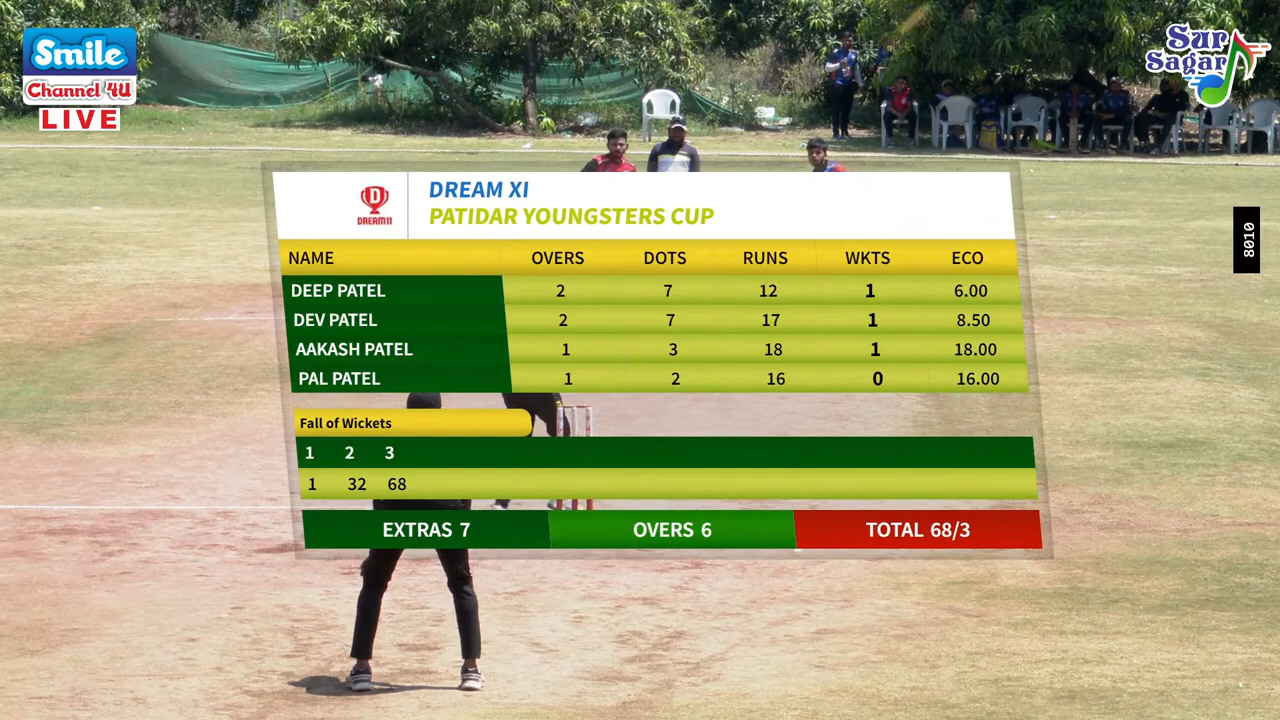 Smile
Channel 4U
LIVE
Sur
Sagar
8010
D
DREAM11
DREAM XI
PATIDAR YOUNGSTERS CUP
NAME OVERS DOTS RUNS WKTS ECO
DEEP PATEL 2 7 12 1 6.00
DEV PATEL 2 7 17 1 8.50
AAKASH PATEL 1 3 18 1 18.00
PAL PATEL 1 2 16 0 16.00
Fall of Wickets
1 2 3
1 32 68
EXTRAS 7 OVERS 6 TOTAL 68/3